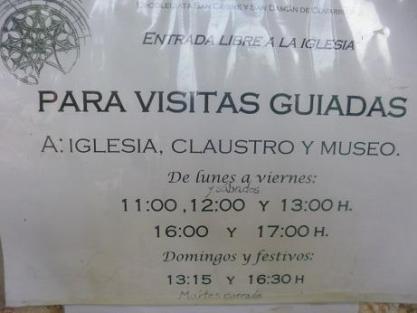 ENTRADA LIBRE A LA IGLESIA
PARA VISITAS GUIADAS
A: IGLESIA, CLAUSTRO Y MUSEO.
De lunes a viernes:
y sábados
11:00 ,12:00 Y 13:00 H.
16:00 Y 17:00 H.
Domingos y festivos:
13:15 Y 16:30 H
Martes cerrado